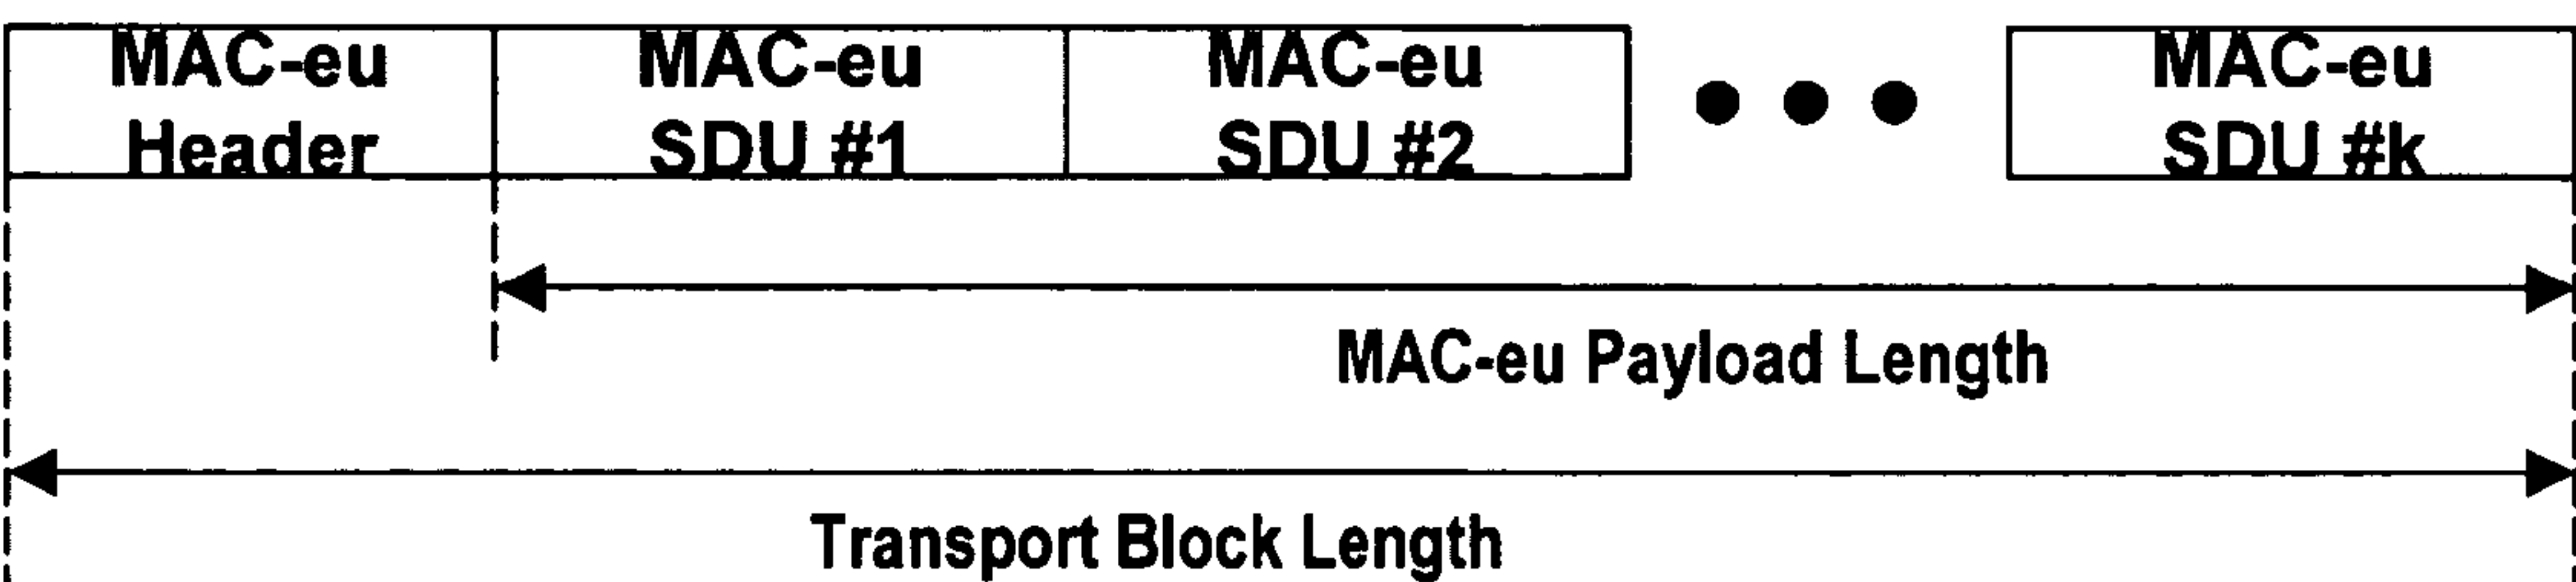 MAC-eu
Header
MAC-eu
SDU #1
MAC-eu
SDU #2
MAC-eu
SDU #k
MAC-eu Payload Length
Transport Block Length